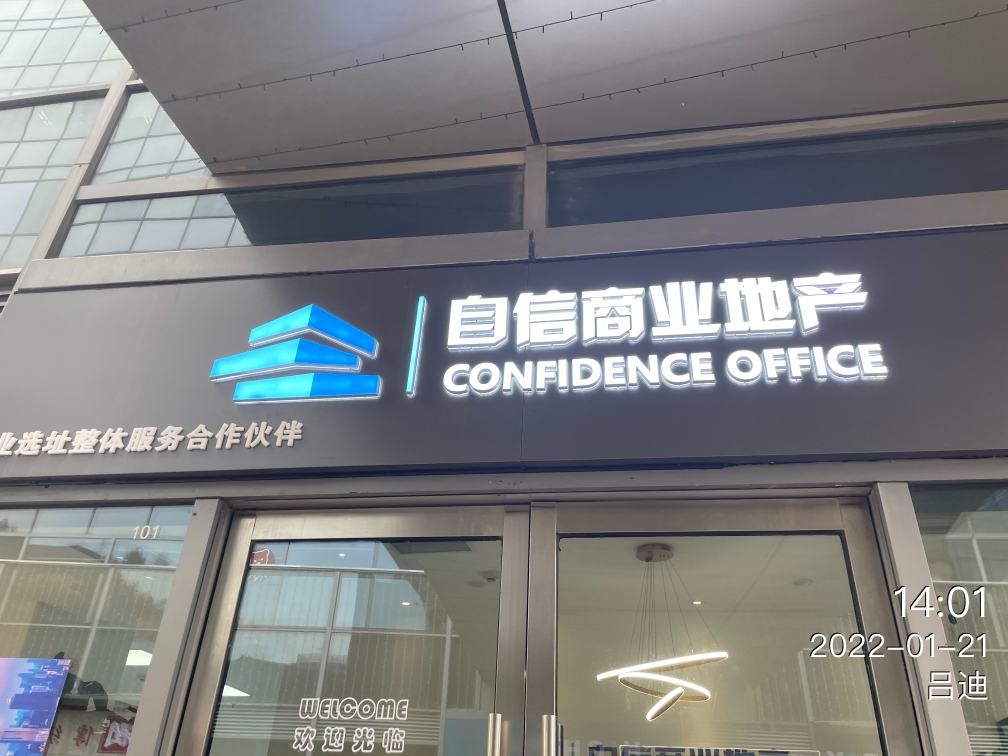 自信商业地产
CONFIDENCE OFFICE
业选址整体服务合作伙伴
101
WELCOME
欢迎光临
14:01
2022-01-21
吕迪